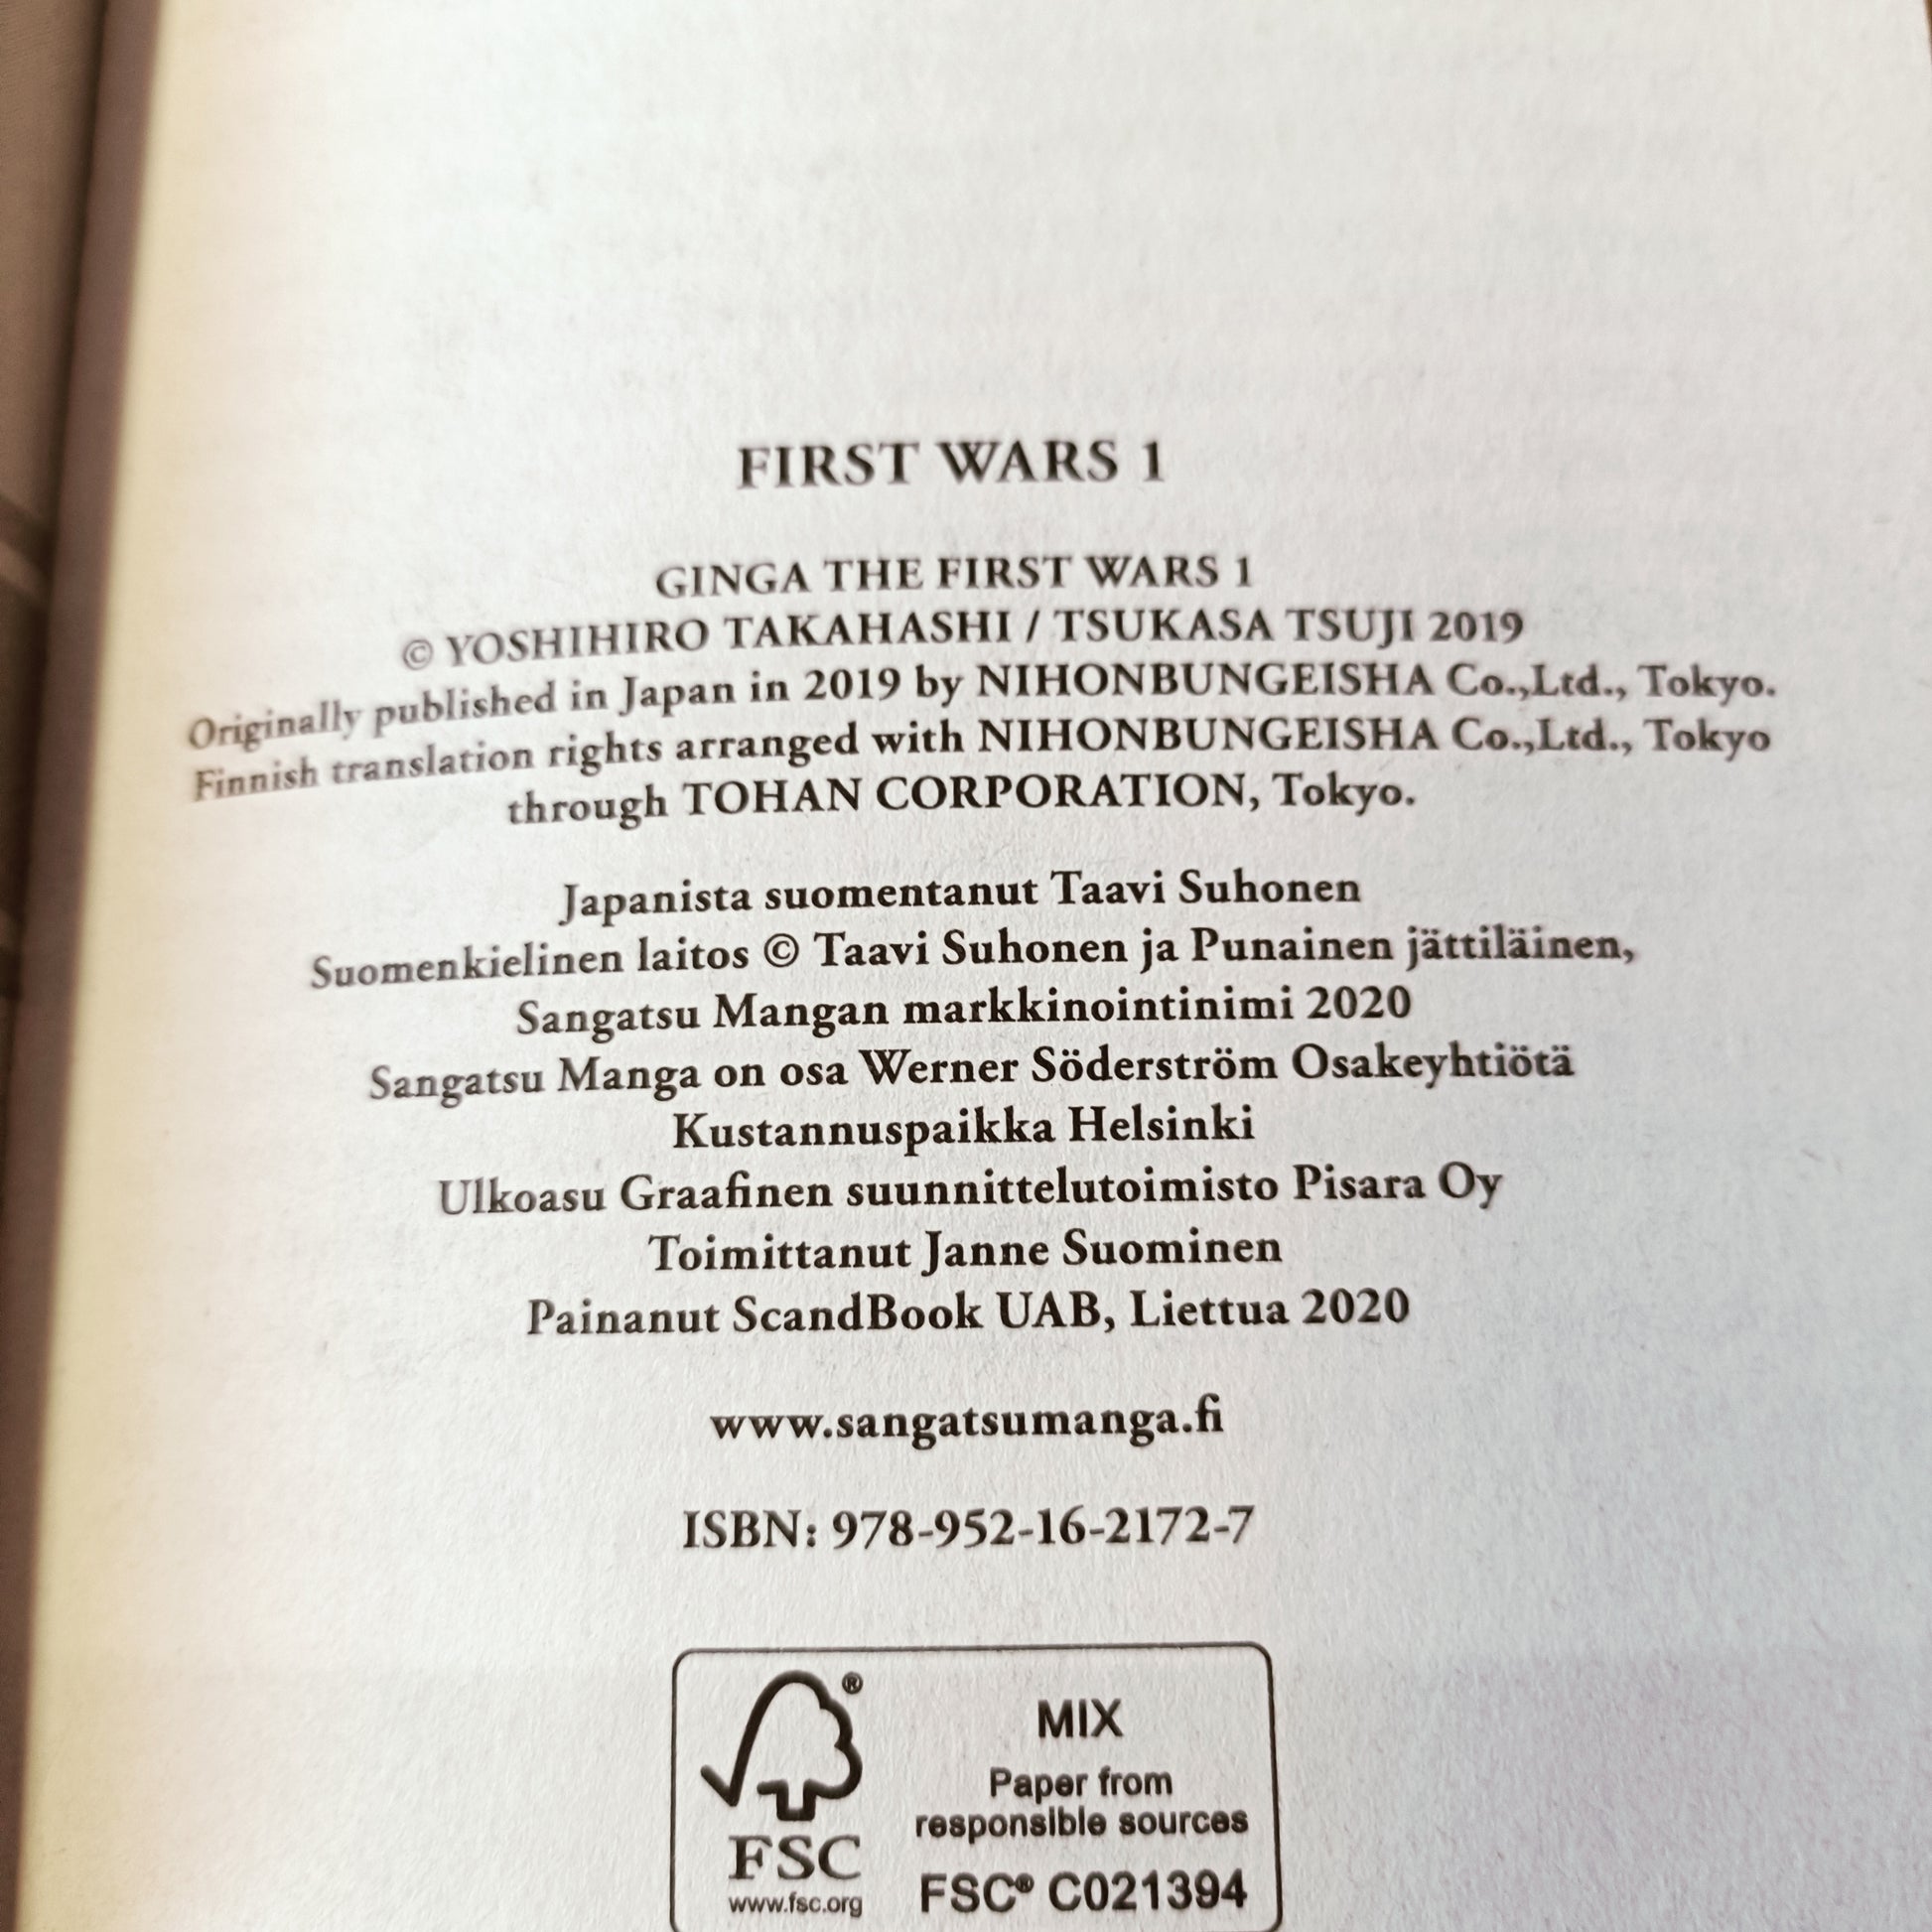 FIRST WARS 1
GINGA THE FIRST WARS 1
© YOSHIHIRO TAKAHASHI / TSUKASA TSUJI 2019
Originally published in Japan in 2019 by NIHONBUNGEISHA Co.,Ltd., Tokyo.
Finnish translation rights arranged with NIHONBUNGEISHA Co.,Ltd., Tokyo
through TOHAN CORPORATION, Tokyo.
Japanista suomentanut Taavi Suhonen
Suomenkielinen laitos © Taavi Suhonen ja Punainen jättiläinen,
Sangatsu Mangan markkinointinimi 2020
Sangatsu Manga on osa Werner Söderström Osakeyhtiötä
Kustannuspaikka Helsinki
Ulkoasu Graafinen suunnittelutoimisto Pisara Oy
Toimittanut Janne Suominen
Painanut ScandBook UAB, Liettua 2020
www.sangatsumanga.fi
ISBN: 978-952-16-2172-7
®
FSC
www.fsc.org
MIX
Paper from
responsible sources
FSC® C021394